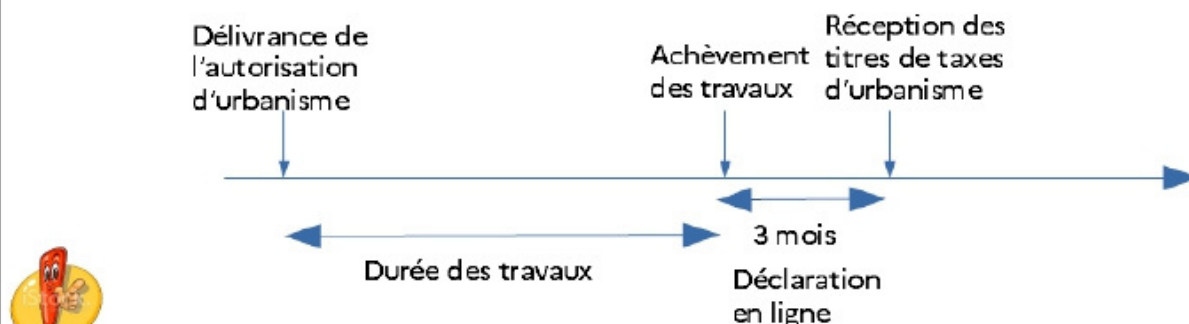 Délivrance de
l'autorisation
d'urbanisme
Achèvement
des travaux
Réception des
titres de taxes
d'urbanisme
3 mois
Durée des travaux
Déclaration
en ligne